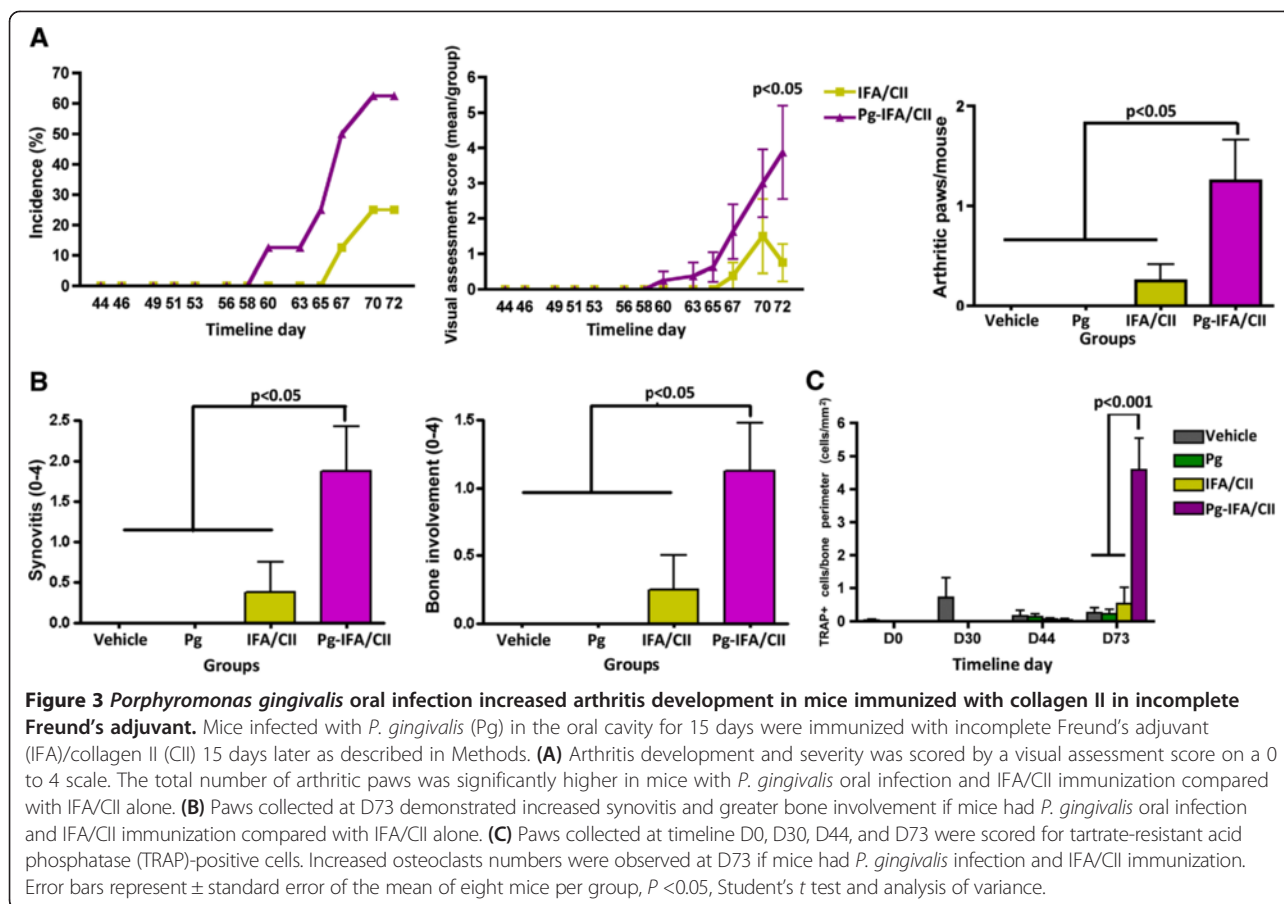 A
70
60
50
40
30
20
10
0
Incidence (%)
44 46 49 51 53 56 58 60 63 65 67 70 72
Timeline day
6
5
4
3
2
1
0
Visual assessment score (mean/group)
p<0.05
44 46 49 51 53 56 58 60 63 65 67 70 72
Timeline day
IFA/CII
Pg-IFA/CII
2
1
0
Arthritic paws/mouse
p<0.05
Vehicle Pg IFA/CII Pg-IFA/CII
Groups
B
2.5
2.0
1.5
1.0
0.5
0.0
Synovitis (0-4)
p<0.05
Vehicle Pg IFA/CII Pg-IFA/CII
Groups
1.5
1.0
0.5
0.0
Bone involvement (0-4)
p<0.05
Vehicle Pg IFA/CII Pg-IFA/CII
Groups
C
6
5
4
3
2
1
0
TRAP+ cells/bone perimeter (cells/mm²)
p<0.001
Vehicle
Pg
IFA/CII
Pg-IFA/CII
D0 D30 D44 D73
Timeline day
Figure 3 Porphyromonas gingivalis oral infection increased arthritis development in mice immunized with collagen II in incomplete
Freund's adjuvant. Mice infected with P. gingivalis (Pg) in the oral cavity for 15 days were immunized with incomplete Freund's adjuvant
(IFA)/collagen II (CII) 15 days later as described in Methods. (A) Arthritis development and severity was scored by a visual assessment score on a 0
to 4 scale. The total number of arthritic paws was significantly higher in mice with P. gingivalis oral infection and IFA/CII immunization compared
with IFA/CII alone. (B) Paws collected at D73 demonstrated increased synovitis and greater bone involvement if mice had P. gingivalis oral infection
and IFA/CII immunization compared with IFA/CII alone. (C) Paws collected at timeline D0, D30, D44, and D73 were scored for tartrate-resistant acid
phosphatase (TRAP)-positive cells. Increased osteoclasts numbers were observed at D73 if mice had P. gingivalis infection and IFA/CII immunization.
Error bars represent ± standard error of the mean of eight mice per group, P <0.05, Student's t test and analysis of variance.